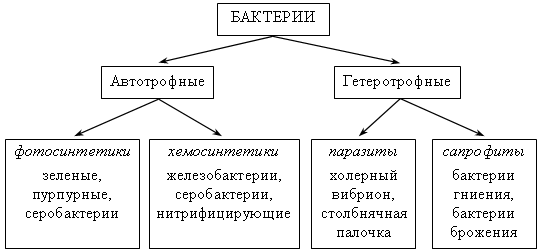 БАКТЕРИИ
Автотрофные
Гетеротрофные
фотосинтетики
зеленые,
пурпурные,
серобактерии
хемосинтетики
железобактерии,
серобактерии,
нитрифицирующие
паразиты
холерный
вибрион,
столбнячная
палочка
сапрофиты
бактерии
гниения,
бактерии
брожения